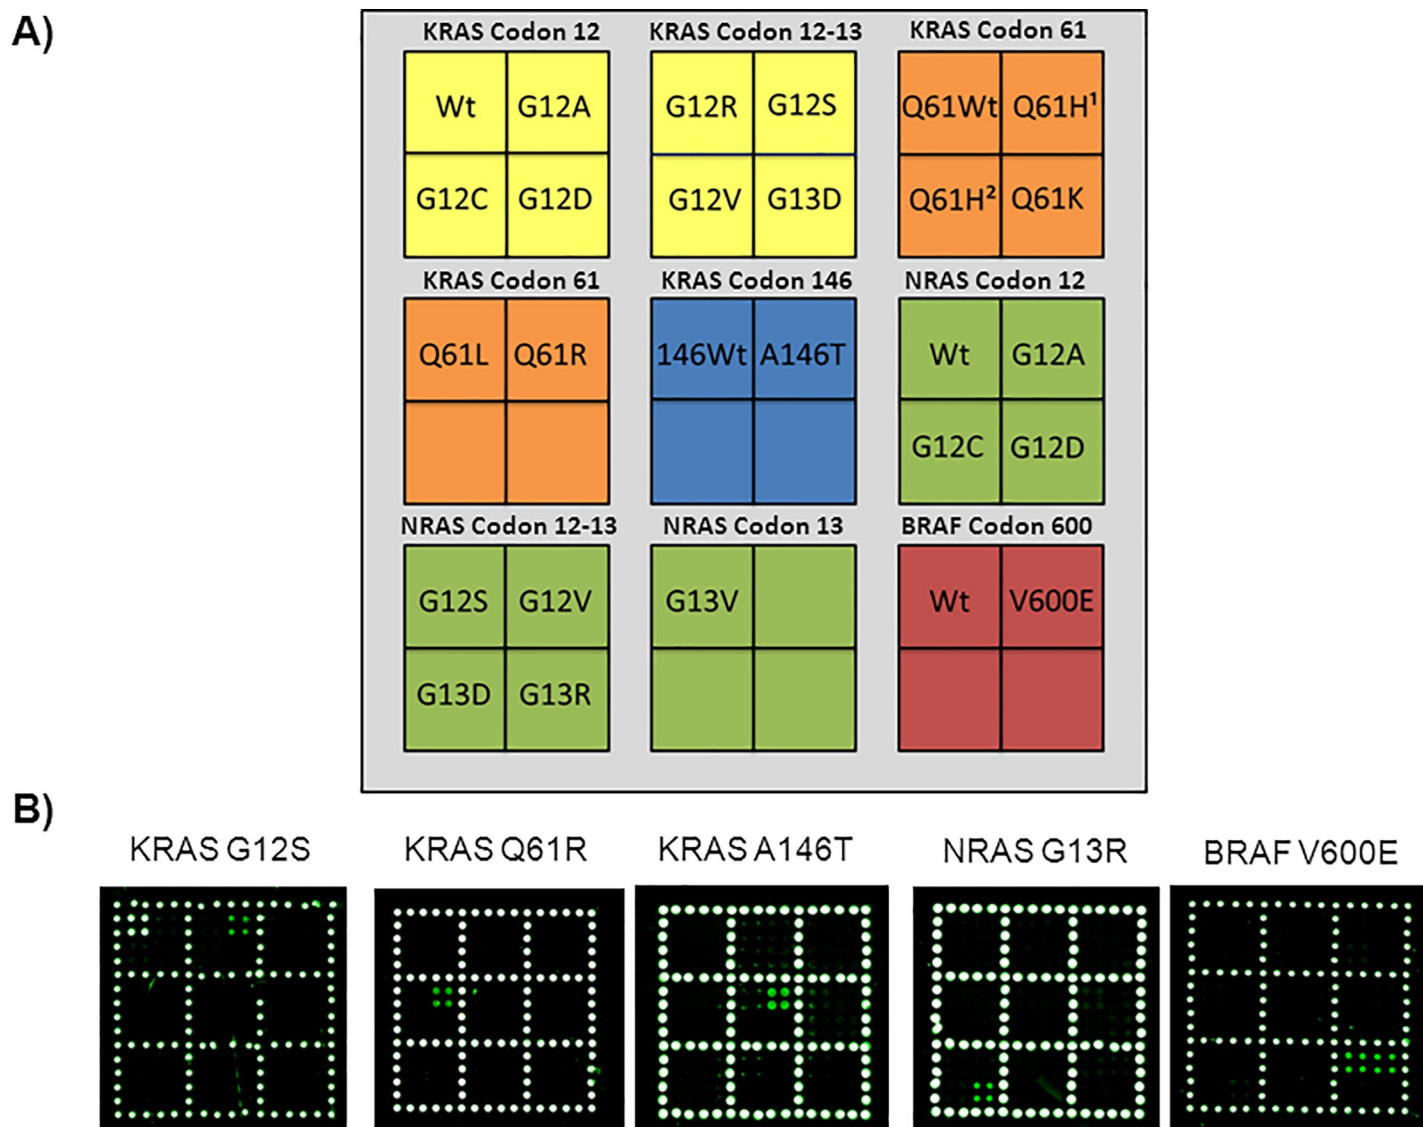 A)
KRAS Codon 12 KRAS Codon 12-13 KRAS Codon 61
Wt G12A G12R G12S Q61Wt Q61H¹
G12C G12D G12V G13D Q61H² Q61K
KRAS Codon 61 KRAS Codon 146 NRAS Codon 12
Q61L Q61R 146Wt A146T Wt G12A
G12C G12D
NRAS Codon 12-13 NRAS Codon 13 BRAF Codon 600
G12S G12V G13V Wt V600E
G13D G13R
B)
KRAS G12S KRAS Q61R KRAS A146T NRAS G13R BRAF V600E